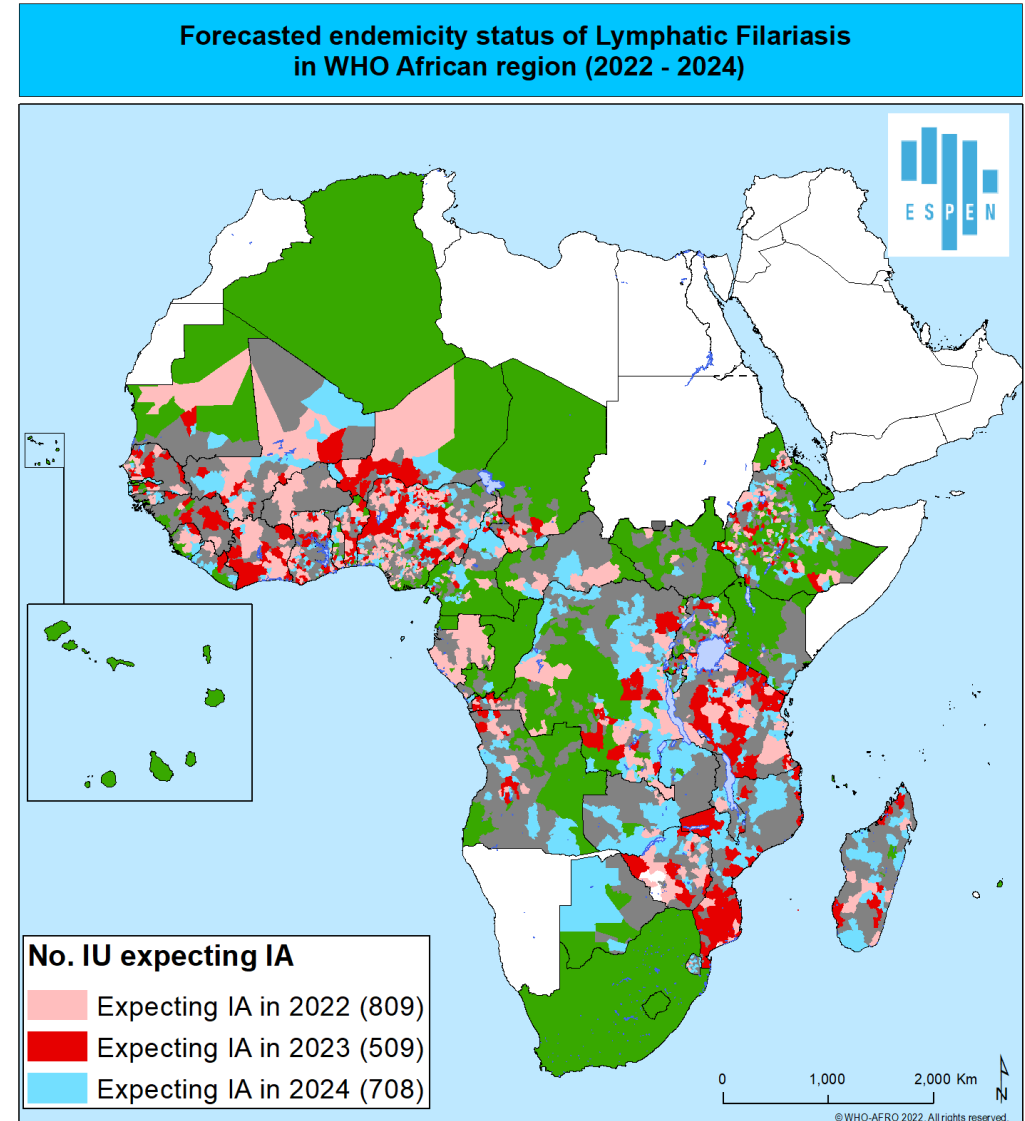 Forecasted endemicity status of Lymphatic Filariasis
in WHO African region (2022 - 2024)
ESPEN
No. IU expecting IA
Expecting IA in 2022 (809)
Expecting IA in 2023 (509)
Expecting IA in 2024 (708)
0 1,000 2,000 Km
N
© WHO-AFRO 2022. All rights reserved.